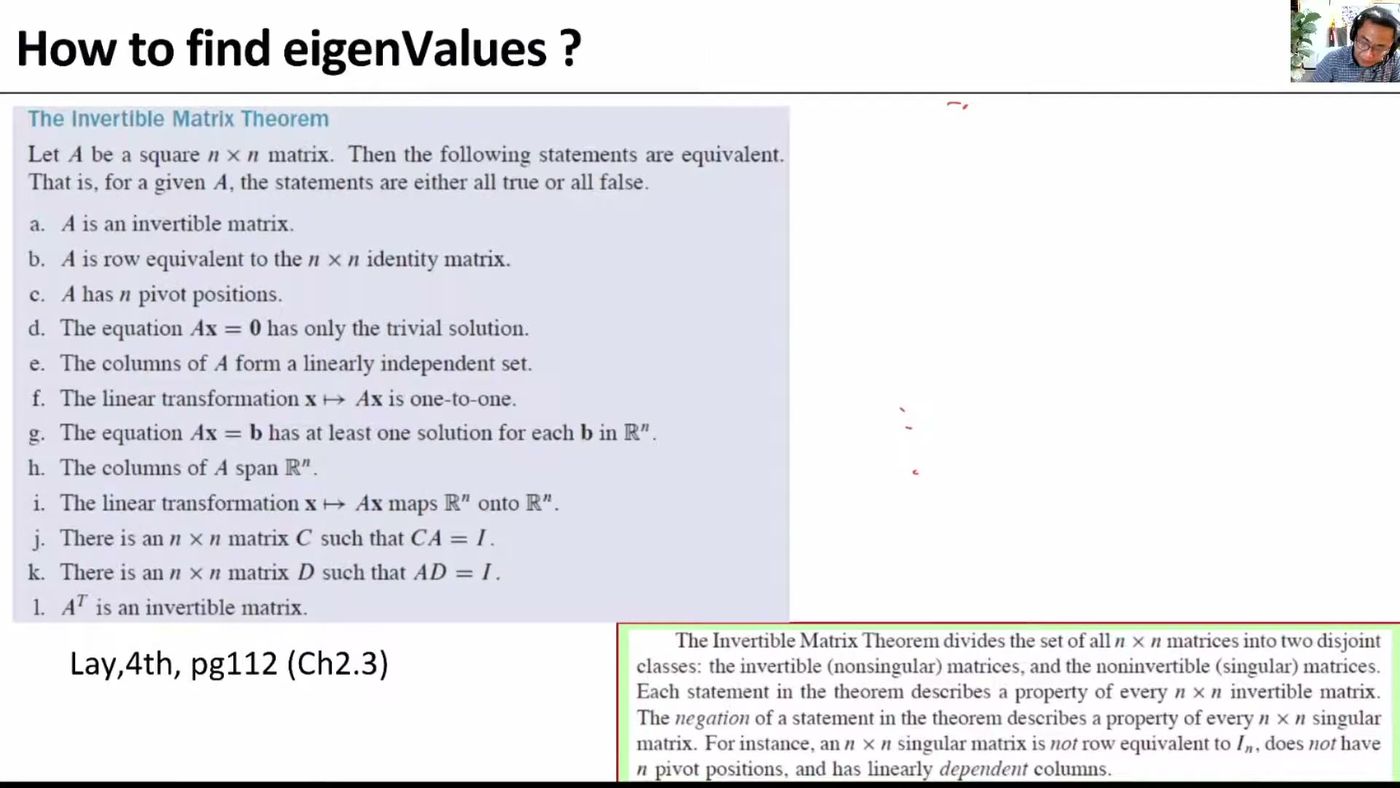 How to find eigenValues ?
The Invertible Matrix Theorem
Let A be a square n × n matrix. Then the following statements are equivalent.
That is, for a given A, the statements are either all true or all false.
a. A is an invertible matrix.
b. A is row equivalent to the n × n identity matrix.
c. A has n pivot positions.
d. The equation Ax = 0 has only the trivial solution.
e. The columns of A form a linearly independent set.
f. The linear transformation x ↦ Ax is one-to-one.
g. The equation Ax = b has at least one solution for each b in ℝⁿ.
h. The columns of A span ℝⁿ.
i. The linear transformation x ↦ Ax maps ℝⁿ onto ℝⁿ.
j. There is an n × n matrix C such that CA = I.
k. There is an n × n matrix D such that AD = I.
l. Aᵀ is an invertible matrix.
Lay,4th, pg112 (Ch2.3)
The Invertible Matrix Theorem divides the set of all n × n matrices into two disjoint
classes: the invertible (nonsingular) matrices, and the noninvertible (singular) matrices.
Each statement in the theorem describes a property of every n × n invertible matrix.
The negation of a statement in the theorem describes a property of every n × n singular
matrix. For instance, an n × n singular matrix is not row equivalent to Iₙ, does not have
n pivot positions, and has linearly dependent columns.